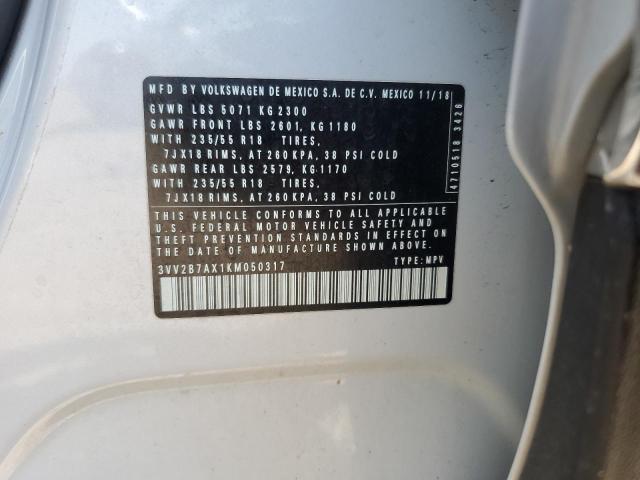 MFD BY VOLKSWAGEN DE MEXICO S.A. DE C.V. MEXICO 11/18
GVWR LBS 5071 KG 2300
GAWR FRONT LBS 2601, KG 1180
WITH 235/55 R18 TIRES,
7JX18 RIMS, AT 260 KPA, 38 PSI COLD
GAWR REAR LBS 2579, KG 1170
WITH 235/55 R18 TIRES,
7JX18 RIMS, AT 260 KPA, 38 PSI COLD
THIS VEHICLE CONFORMS TO ALL APPLICABLE
U.S. FEDERAL MOTOR VEHICLE SAFETY AND
THEFT PREVENTION STANDARDS IN EFFECT ON
THE DATE OF MANUFACTURE SHOWN ABOVE.
3VV2B7AX1KM050317 TYPE: MPV
4710518 3426